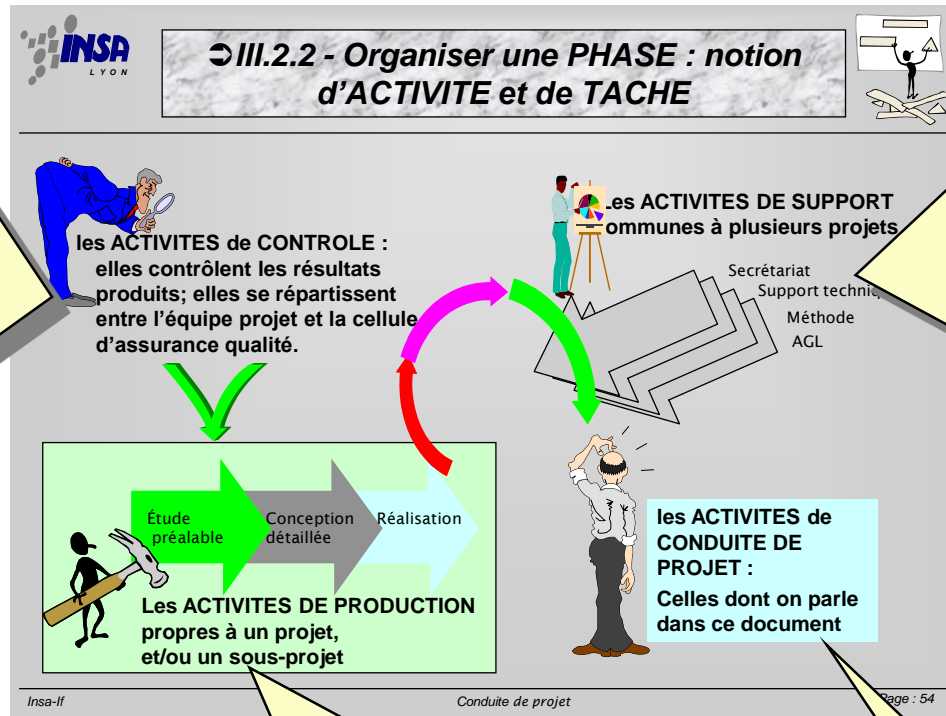 INSA
LYON
➲ III.2.2 - Organiser une PHASE : notion
d'ACTIVITE et de TACHE
les ACTIVITES de CONTROLE :
elles contrôlent les résultats
produits; elles se répartissent
entre l'équipe projet et la cellule
d'assurance qualité.
Les ACTIVITES DE SUPPORT
communes à plusieurs projets
Secrétariat
Support techniq
Méthode
AGL
Étude
préalable
Conception
détaillée
Réalisation
Les ACTIVITES DE PRODUCTION
propres à un projet,
et/ou un sous-projet
les ACTIVITES de
CONDUITE DE
PROJET :
Celles dont on parle
dans ce document
Insa-If
Conduite de projet
Page : 54